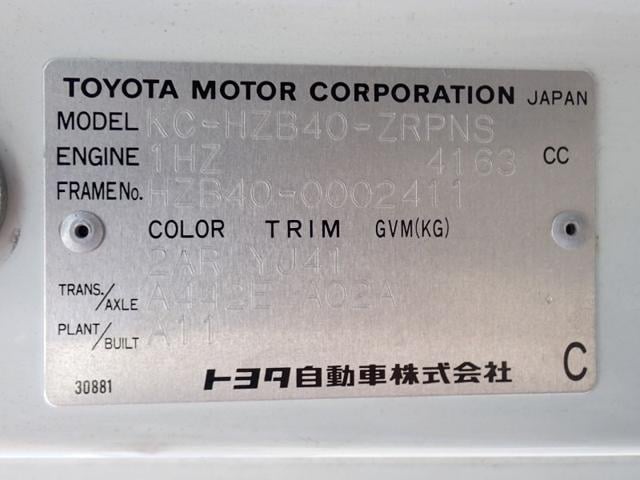 TOYOTA MOTOR CORPORATION JAPAN
MODEL KC-HZB40-ZRPNS
ENGINE 1HZ 4163 CC
FRAME No. HZB40-0002411
COLOR TRIM GVM(KG)
2AR YJ41
TRANS./AXLE A442E A02A
PLANT/BUILT A11
30881 トヨタ自動車株式会社 C